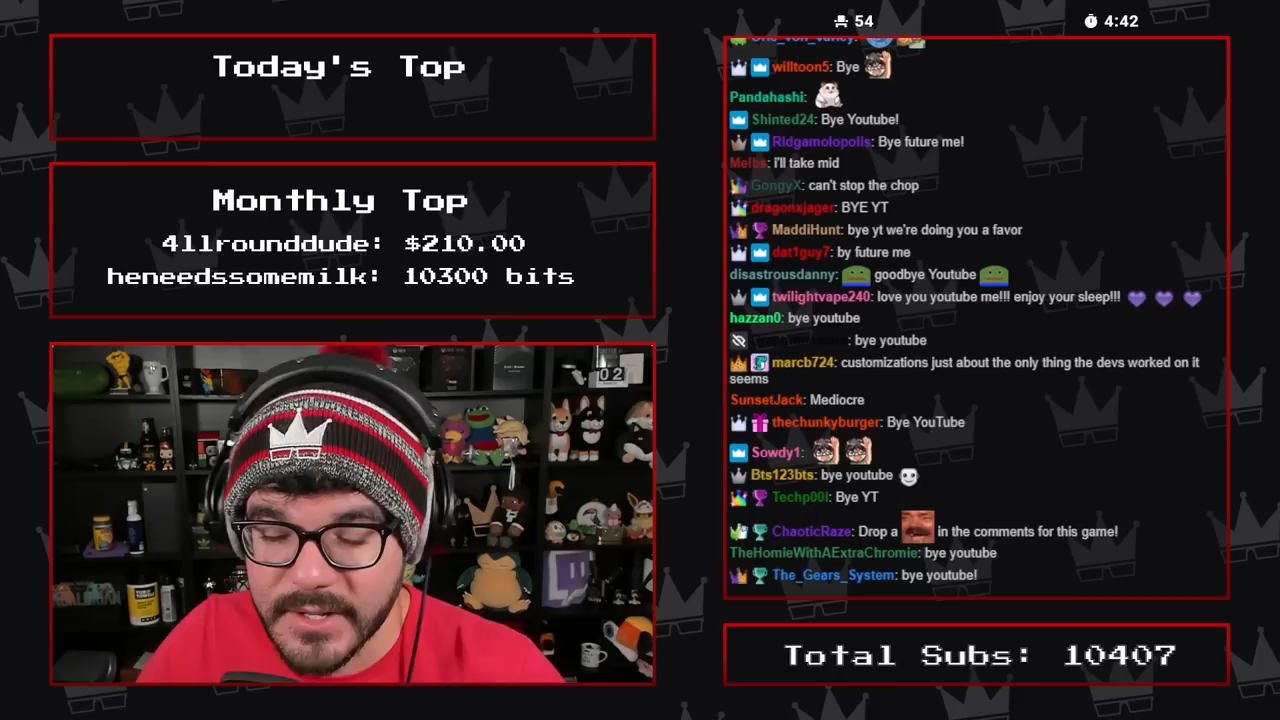 54
4:42
Today's Top
Monthly Top
4llrounddude: $210.00
heneedssomemilk: 10300 bits
willtoon5: Bye
Pandahashi:
Shinted24: Bye Youtube!
Ridgamolopolis: Bye future me!
Melbs: i'll take mid
GongyX: can't stop the chop
dragonxjager: BYE YT
MaddiHunt: bye yt we're doing you a favor
dat1guy7: by future me
disastrousdanny: goodbye Youtube
twilightvape240: love you youtube me!!! enjoy your sleep!!!
hazzan0: bye youtube
: bye youtube
marcb724: customizations just about the only thing the devs worked on it
seems
SunsetJack: Mediocre
thechunkyburger: Bye YouTube
Sowdy1:
Bts123bts: bye youtube
Techp00l: Bye YT
ChaoticRaze: Drop a in the comments for this game!
TheHomieWithAExtraChromie: bye youtube
The_Gears_System: bye youtube!
Total Subs: 10407
02